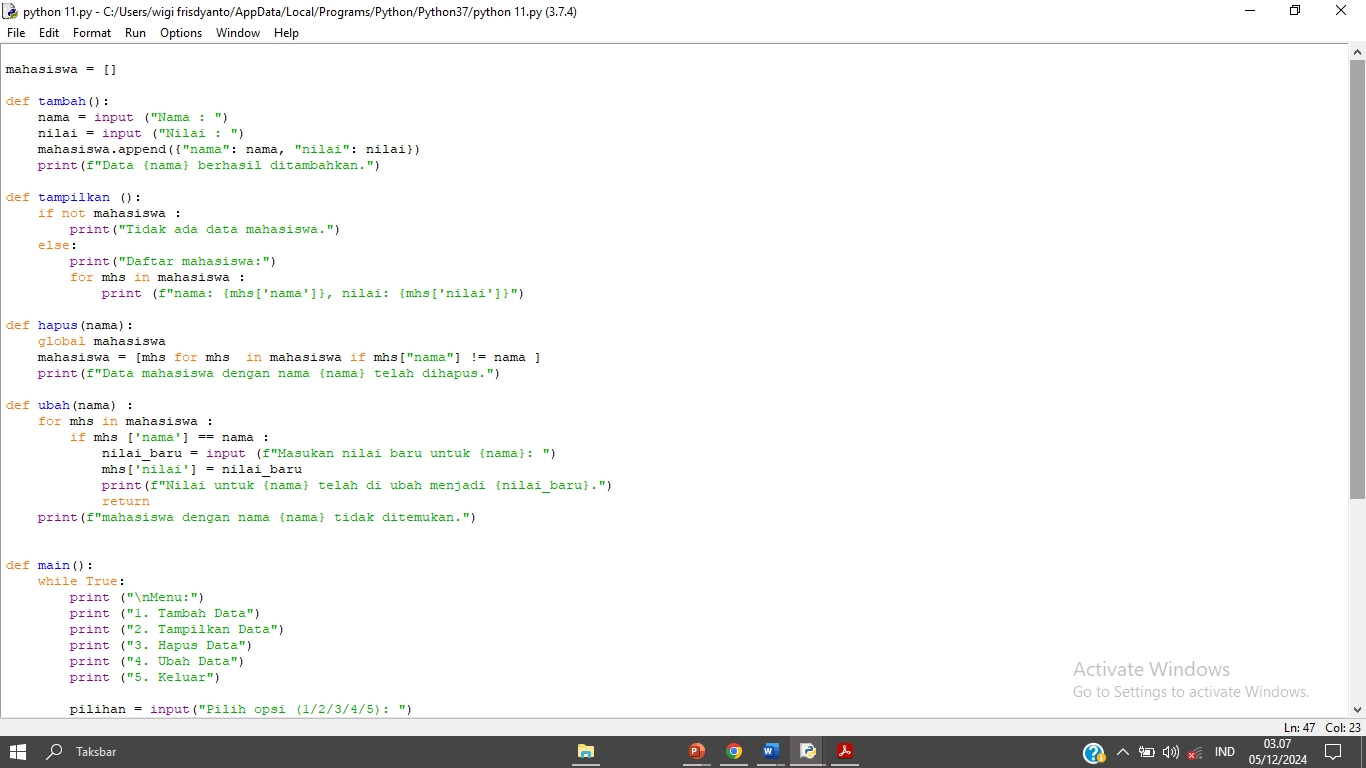 python 11.py - C:/Users/wigi frisdyanto/AppData/Local/Programs/Python/Python37/python 11.py (3.7.4)
File Edit Format Run Options Window Help
mahasiswa = []
def tambah():
    nama = input ("Nama : ")
    nilai = input ("Nilai : ")
    mahasiswa.append({"nama": nama, "nilai": nilai})
    print(f"Data {nama} berhasil ditambahkan.")
def tampilkan ():
    if not mahasiswa :
        print("Tidak ada data mahasiswa.")
    else:
        print("Daftar mahasiswa:")
        for mhs in mahasiswa :
            print (f"nama: {mhs['nama']}, nilai: {mhs['nilai']}")
def hapus(nama):
    global mahasiswa
    mahasiswa = [mhs for mhs  in mahasiswa if mhs["nama"] != nama ]
    print(f"Data mahasiswa dengan nama {nama} telah dihapus.")
def ubah(nama) :
    for mhs in mahasiswa :
        if mhs ['nama'] == nama :
            nilai_baru = input (f"Masukan nilai baru untuk {nama}: ")
            mhs['nilai'] = nilai_baru
            print(f"Nilai untuk {nama} telah di ubah menjadi {nilai_baru}.")
            return
    print(f"mahasiswa dengan nama {nama} tidak ditemukan.")
def main():
    while True:
        print ("\nMenu:")
        print ("1. Tambah Data")
        print ("2. Tampilkan Data")
        print ("3. Hapus Data")
        print ("4. Ubah Data")
        print ("5. Keluar")
        pilihan = input("Pilih opsi (1/2/3/4/5): ")
Activate Windows
Go to Settings to activate Windows.
Ln: 47 Col: 23
Taksbar
IND
03.07
05/12/2024